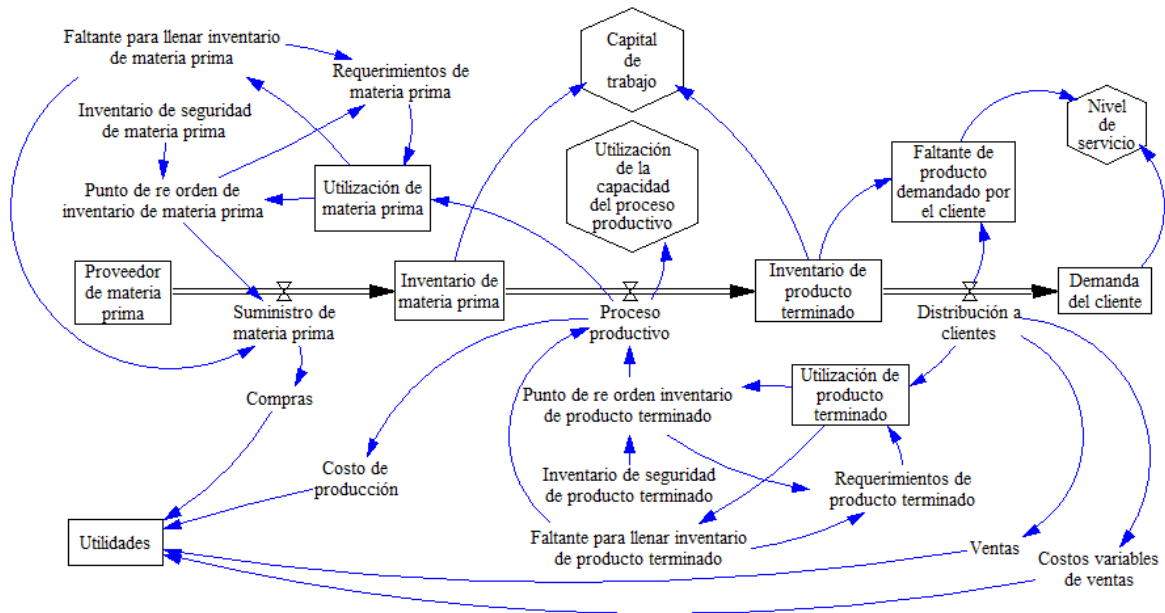 Faltante para llenar inventario
de materia prima
Capital
de
trabajo
Requerimientos de
materia prima
Inventario de seguridad
de materia prima
Nivel
de
servicio
Utilización
de la
capacidad
del proceso
productivo
Faltante de
producto
demandado por
el cliente
Punto de re orden de
inventario de materia prima
Utilización de
materia prima
Proveedor
de materia
prima
Inventario de
materia prima
Inventario de
producto
terminado
Demanda
del cliente
Suministro de
materia prima
Proceso
productivo
Distribución a
clientes
Compras
Punto de re orden inventario
de producto terminado
Utilización de
producto
terminado
Costo de
producción
Inventario de seguridad
de producto terminado
Requerimientos de
producto terminado
Utilidades
Faltante para llenar inventario
de producto terminado
Ventas
Costos variables
de ventas